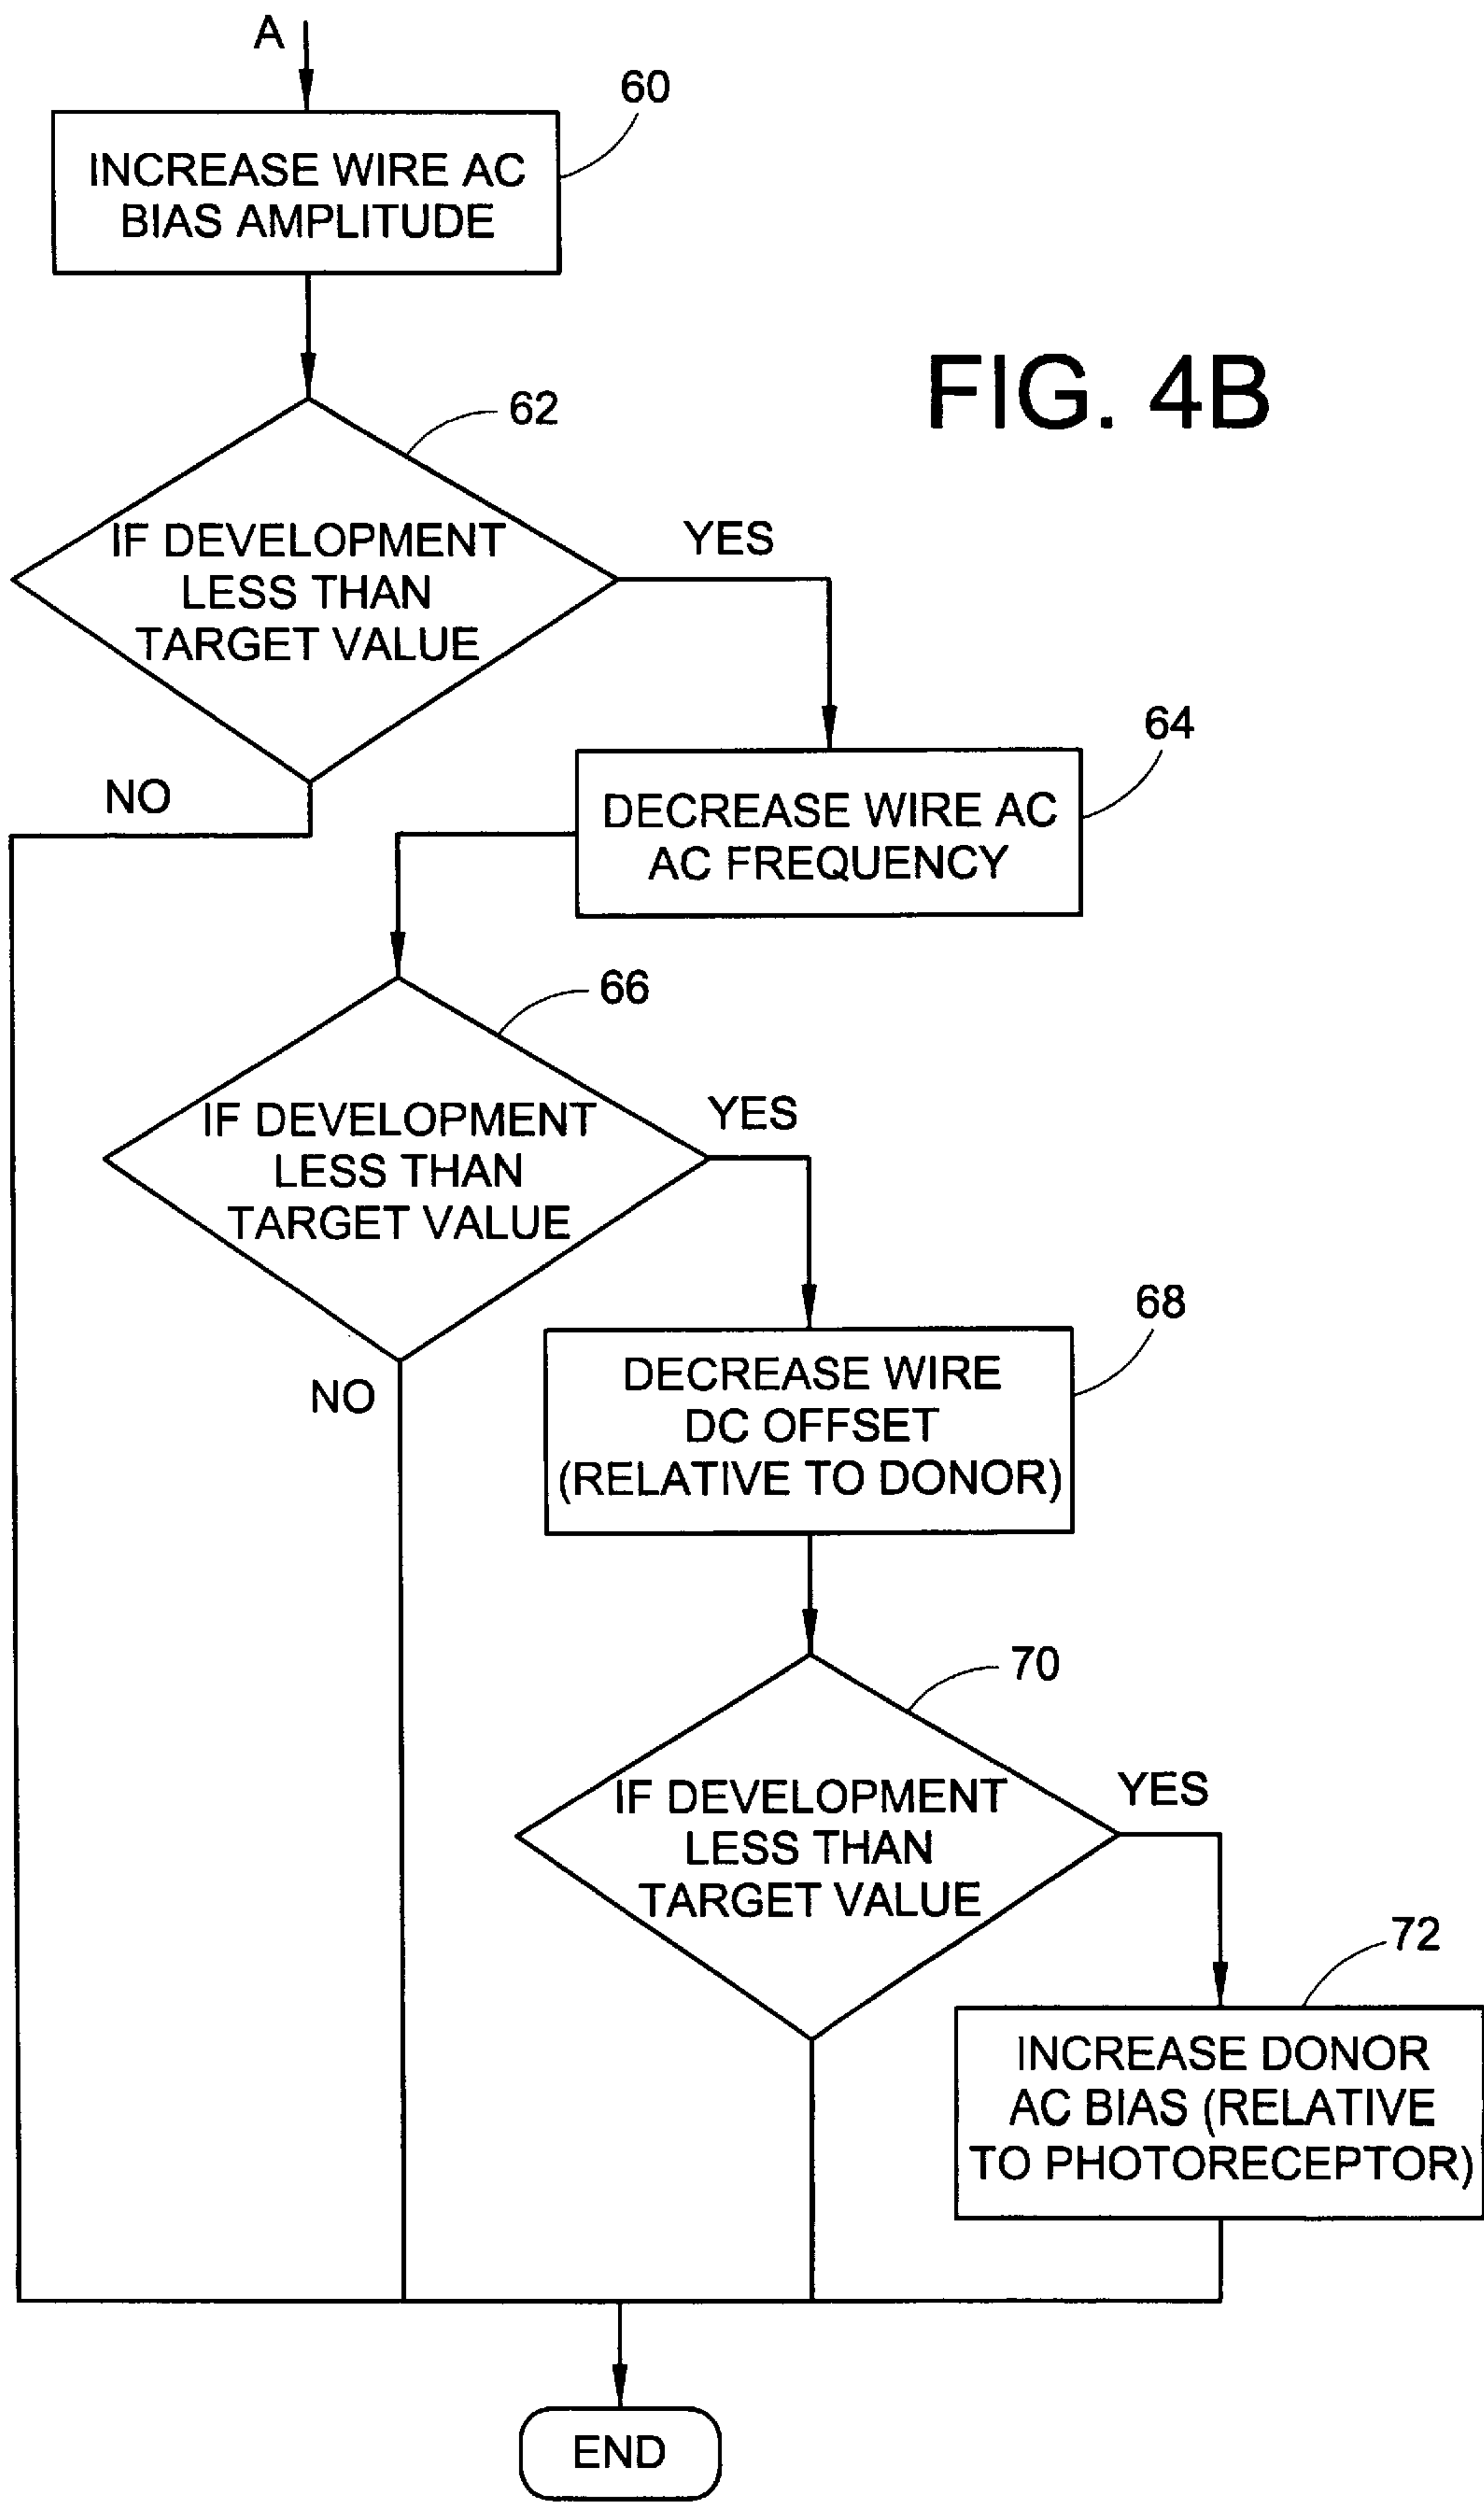 A
60
INCREASE WIRE AC
BIAS AMPLITUDE
FIG. 4B
62
IF DEVELOPMENT
LESS THAN
TARGET VALUE
YES
NO
64
DECREASE WIRE AC
AC FREQUENCY
66
IF DEVELOPMENT
LESS THAN
TARGET VALUE
YES
NO
68
DECREASE WIRE
DC OFFSET
(RELATIVE TO DONOR)
70
IF DEVELOPMENT
LESS THAN
TARGET VALUE
YES
72
INCREASE DONOR
AC BIAS (RELATIVE
TO PHOTORECEPTOR)
END